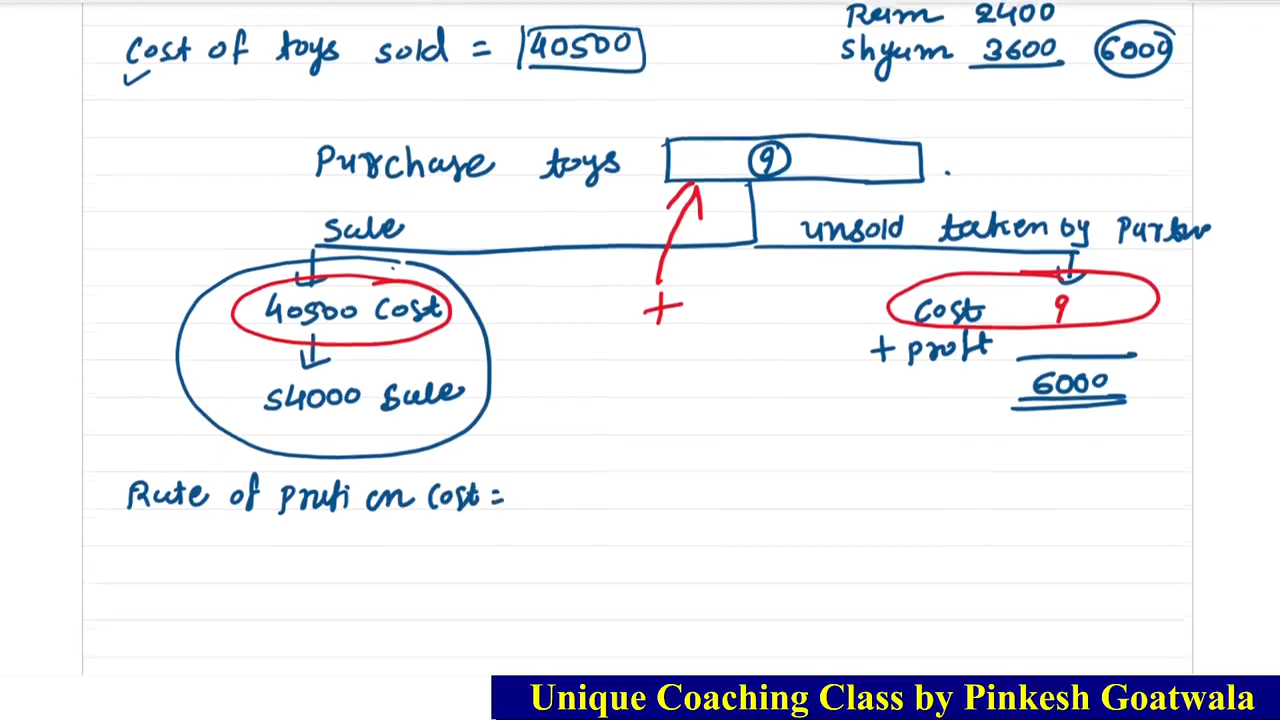 Ram 2400
Cost of toys sold = 40500
Shyam 3600 6000
Purchase toys ? .
Sale
unsold taken by Partner
40500 Cost
+
Cost ?
+ profit
54000 Sale
6000
Rate of profi on Cost =
Unique Coaching Class by Pinkesh Goatwala